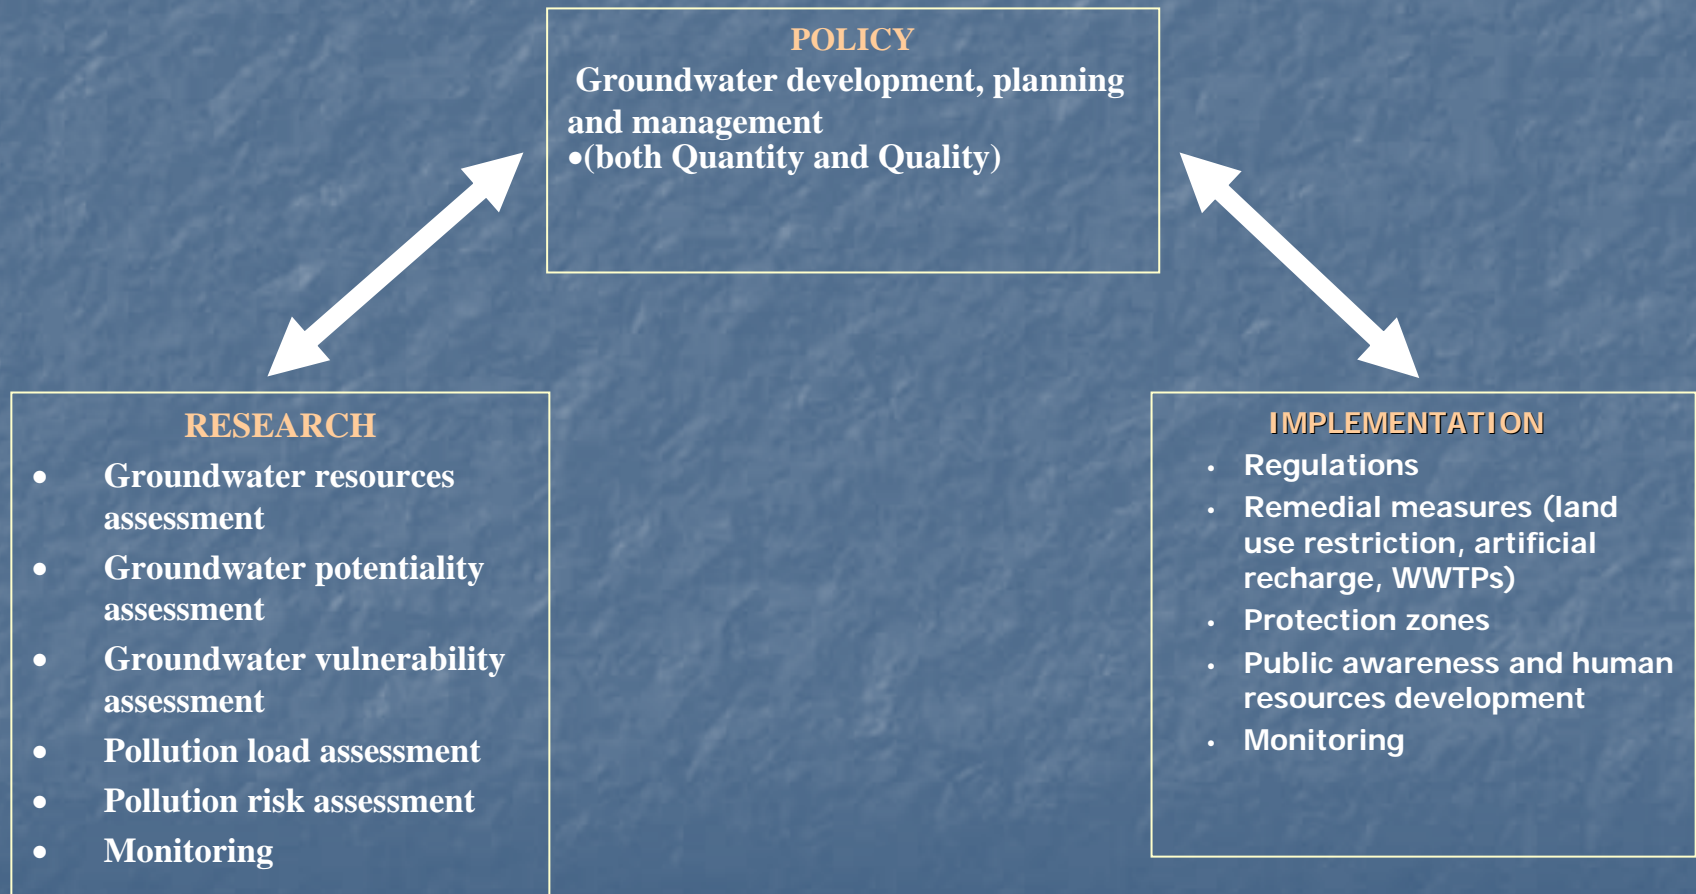 POLICY
Groundwater development, planning
and management
•(both Quantity and Quality)
RESEARCH
• Groundwater resources
assessment
• Groundwater potentiality
assessment
• Groundwater vulnerability
assessment
• Pollution load assessment
• Pollution risk assessment
• Monitoring
IMPLEMENTATION
• Regulations
• Remedial measures (land
use restriction, artificial
recharge, WWTPs)
• Protection zones
• Public awareness and human
resources development
• Monitoring